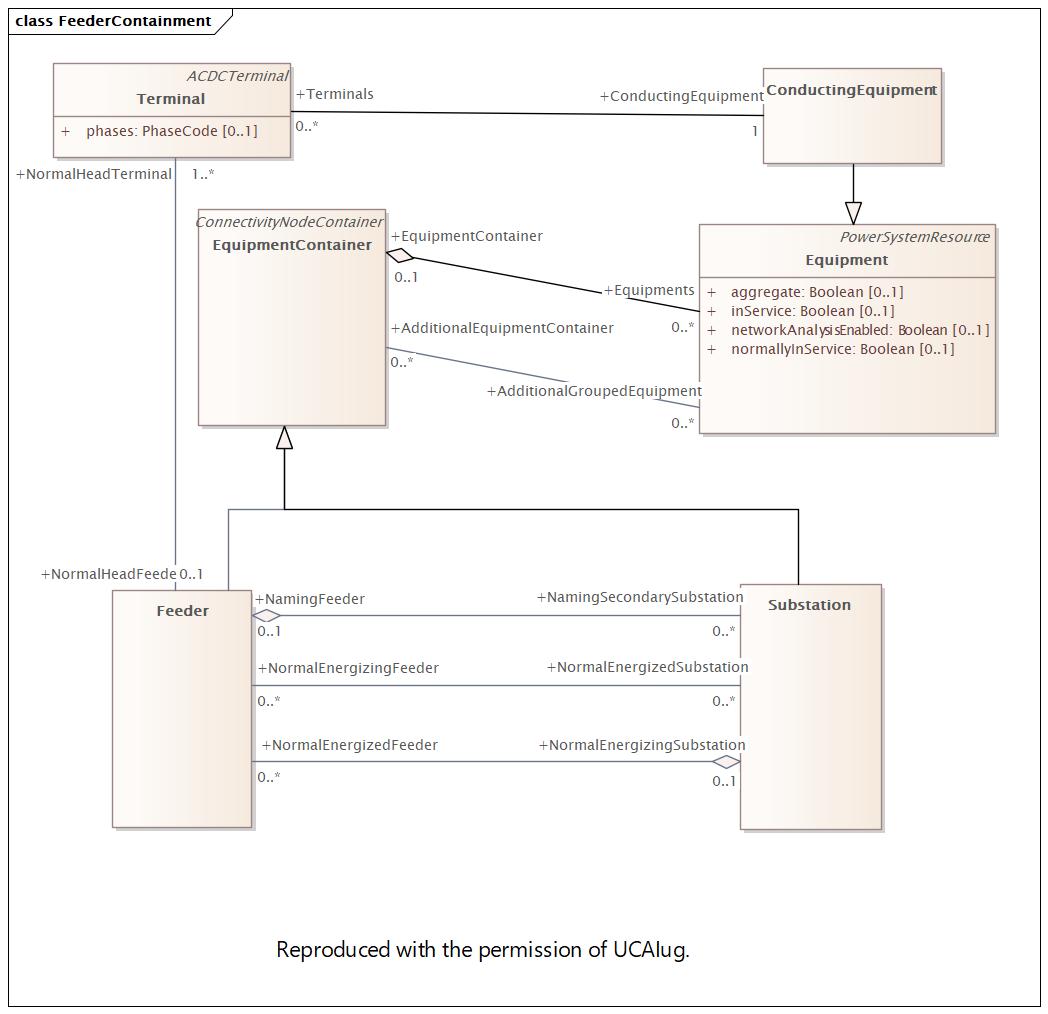 class FeederContainment
ACDCTerminal
Terminal
+ phases: PhaseCode [0..1]
+Terminals
0..*
+ConductingEquipment
1
ConductingEquipment
+NormalHeadTerminal 1..*
ConnectivityNodeContainer
EquipmentContainer
+EquipmentContainer
0..1
+Equipments
0..*
PowerSystemResource
Equipment
+ aggregate: Boolean [0..1]
+ inService: Boolean [0..1]
+ networkAnalysisEnabled: Boolean [0..1]
+ normallyInService: Boolean [0..1]
+AdditionalEquipmentContainer
0..*
+AdditionalGroupedEquipment
0..*
+NormalHeadFeede 0..1
Feeder
+NamingFeeder
0..1
+NamingSecondarySubstation
0..*
Substation
+NormalEnergizingFeeder
0..*
+NormalEnergizedSubstation
0..*
+NormalEnergizedFeeder
0..*
+NormalEnergizingSubstation
0..1
Reproduced with the permission of UCAIug.